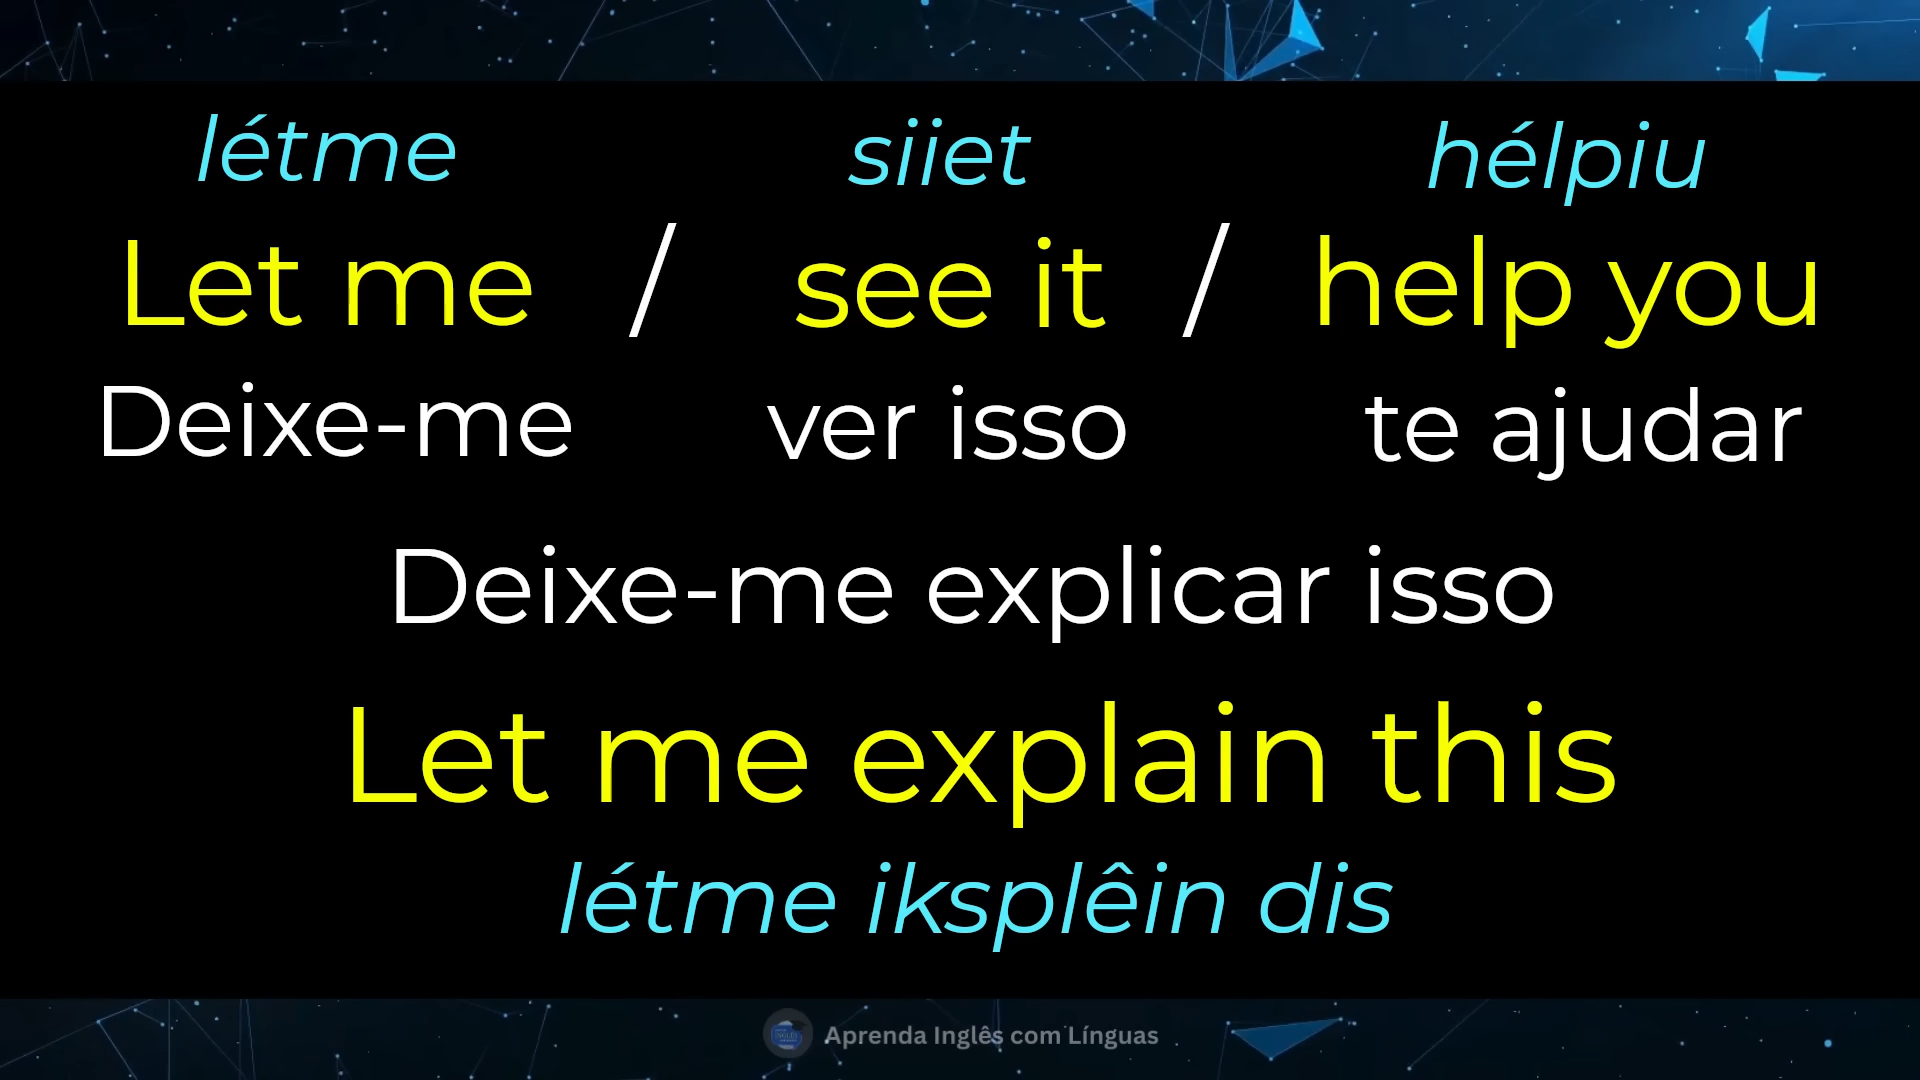 létme siiet hélpiu
Let me / see it / help you
Deixe-me ver isso te ajudar
Deixe-me explicar isso
Let me explain this
létme iksplêin dis
Aprenda Inglês com Línguas